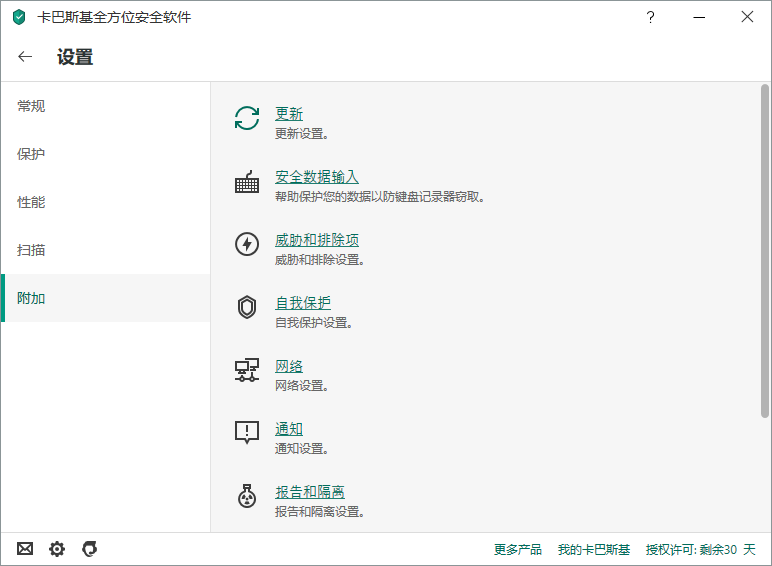 卡巴斯基全方位安全软件
?
设置
常规
保护
性能
扫描
附加
更新
更新设置。
安全数据输入
帮助保护您的数据以防键盘记录器窃取。
威胁和排除项
威胁和排除设置。
自我保护
自我保护设置。
网络
网络设置。
通知
通知设置。
报告和隔离
报告和隔离设置。
更多产品 我的卡巴斯基 授权许可: 剩余30 天